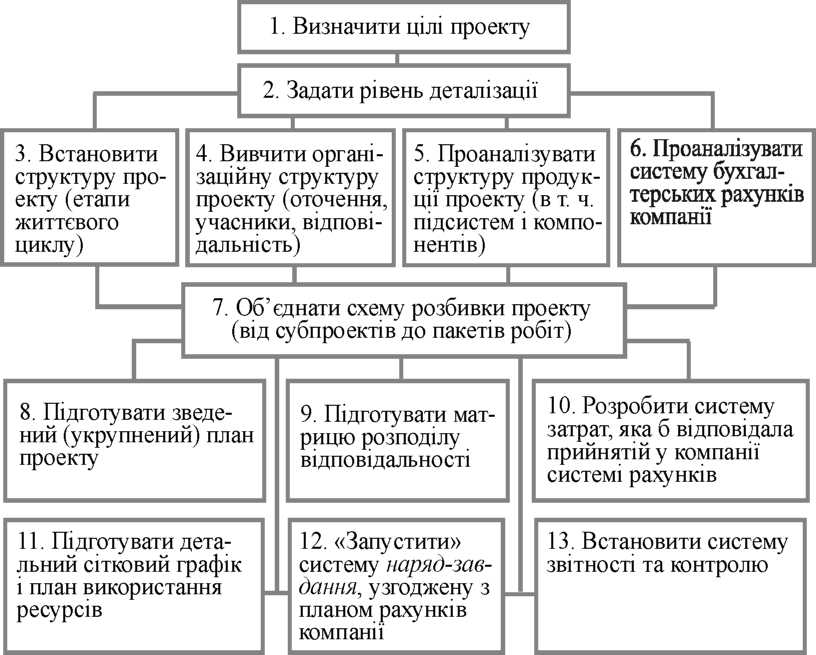 1. Визначити цілі проекту
2. Задати рівень деталізації
3. Встановити
структуру про-
екту (етапи
життєвого
циклу)
4. Вивчити органі-
заційну структуру
проекту (оточення,
учасники, відпові-
дальність)
5. Проаналізувати
структуру продук-
ції проекту (в т. ч.
підсистем і компо-
нентів)
6. Проаналізувати
систему бухгал-
терських рахунків
компанії
7. Об’єднати схему розбивки проекту
(від субпроектів до пакетів робіт)
8. Підготувати зведе-
ний (укрупнений) план
проекту
9. Підготувати мат-
рицю розподілу
відповідальності
10. Розробити систему
затрат, яка б відповідала
прийнятій у компанії
системі рахунків
11. Підготувати дета-
льний сітковий графік
і план використання
ресурсів
12. «Запустити»
систему наряд-зав-
дання, узгоджену з
планом рахунків
компанії
13. Встановити систему
звітності та контролю